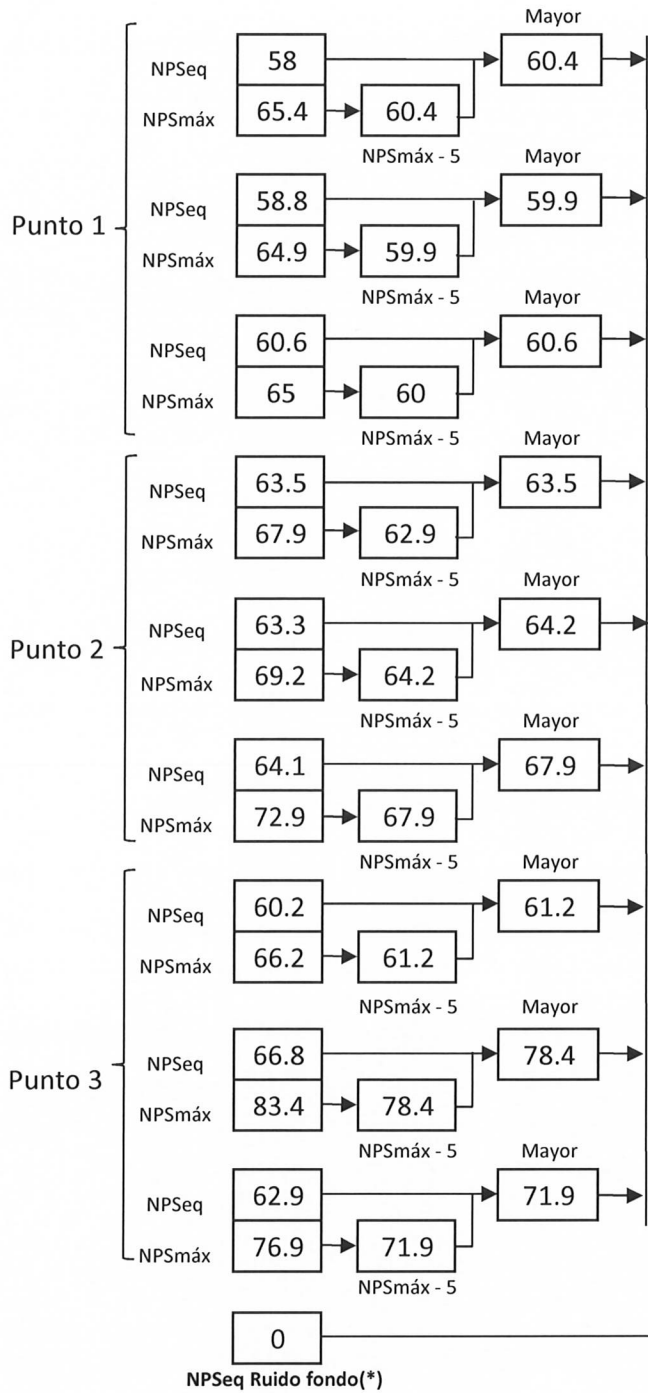 Mayor
NPSeq 58 60.4
NPSmáx 65.4 60.4
NPSmáx - 5
Mayor
NPSeq 58.8 59.9
Punto 1
NPSmáx 64.9 59.9
NPSmáx - 5
Mayor
NPSeq 60.6 60.6
NPSmáx 65 60
NPSmáx - 5
Mayor
NPSeq 63.5 63.5
NPSmáx 67.9 62.9
NPSmáx - 5
Mayor
NPSeq 63.3 64.2
Punto 2
NPSmáx 69.2 64.2
NPSmáx - 5
Mayor
NPSeq 64.1 67.9
NPSmáx 72.9 67.9
NPSmáx - 5
Mayor
NPSeq 60.2 61.2
NPSmáx 66.2 61.2
NPSmáx - 5
Mayor
NPSeq 66.8 78.4
Punto 3
NPSmáx 83.4 78.4
NPSmáx - 5
Mayor
NPSeq 62.9 71.9
NPSmáx 76.9 71.9
NPSmáx - 5
0
NPSeq Ruido fondo(*)